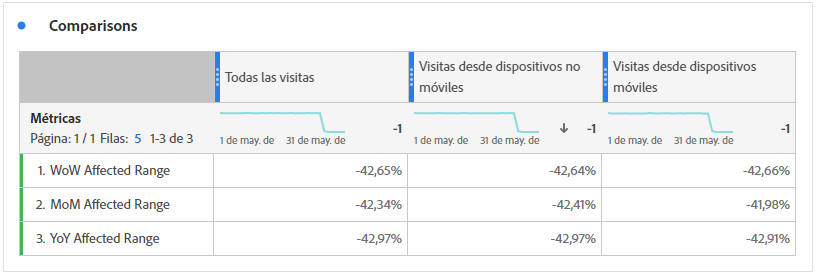 Comparisons
Todas las visitas
Visitas desde dispositivos no
móviles
Visitas desde dispositivos
móviles
Métricas
Página: 1 / 1 Filas: 5 1-3 de 3
1 de may. de 31 de may. de -1
1 de may. de 31 de may. de -1
1 de may. de 31 de may. de -1
1. WoW Affected Range -42,65% -42,64% -42,66%
2. MoM Affected Range -42,34% -42,41% -41,98%
3. YoY Affected Range -42,97% -42,97% -42,91%